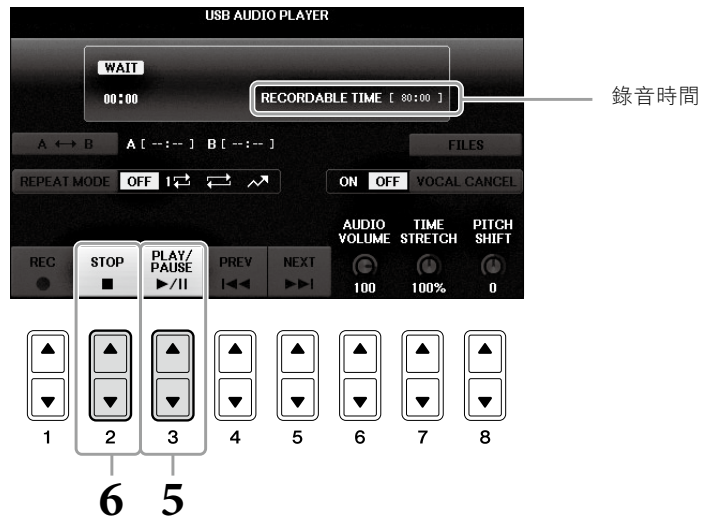 USB AUDIO PLAYER
WAIT
00:00
RECORDABLE TIME [ 80:00 ]
錄音時間
A ↔ B A [ --:-- ] B [ --:-- ] FILES
REPEAT MODE OFF 1 ON OFF VOCAL CANCEL
AUDIO VOLUME TIME STRETCH PITCH SHIFT
REC STOP PLAY/PAUSE PREV NEXT
● ■ ►/II I◄◄ ►►I 100 100% 0
1 2 3 4 5 6 7 8
6 5